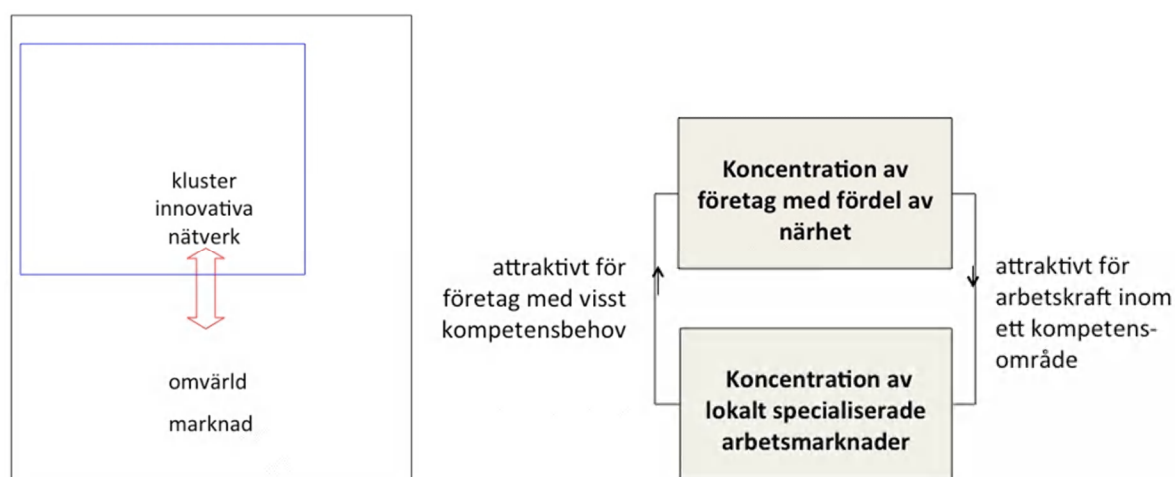 kluster
innovativa
nätverk
omvärld
marknad
Koncentration av
företag med fördel av
närhet
attraktivt för
företag med visst
kompetensbehov
attraktivt för
arbetskraft inom
ett kompetens-
område
Koncentration av
lokalt specialiserade
arbetsmarknader